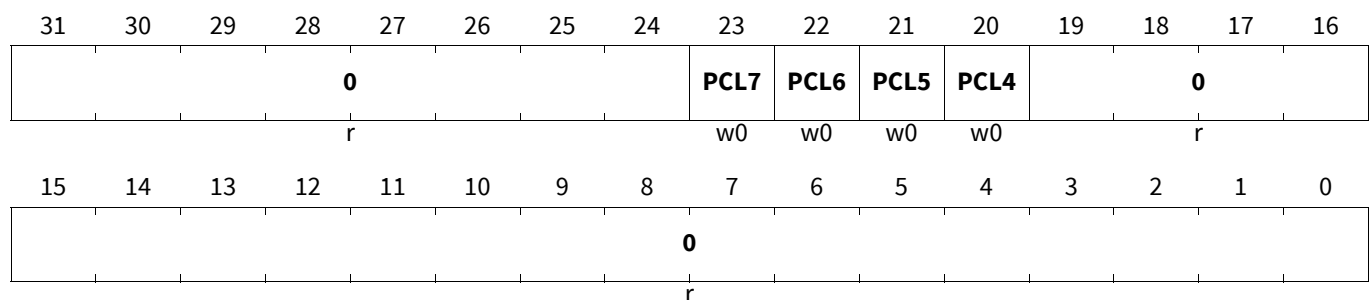 31 30 29 28 27 26 25 24 23 22 21 20 19 18 17 16
0 PCL7 PCL6 PCL5 PCL4 0
r w0 w0 w0 w0 r
15 14 13 12 11 10 9 8 7 6 5 4 3 2 1 0
0
r